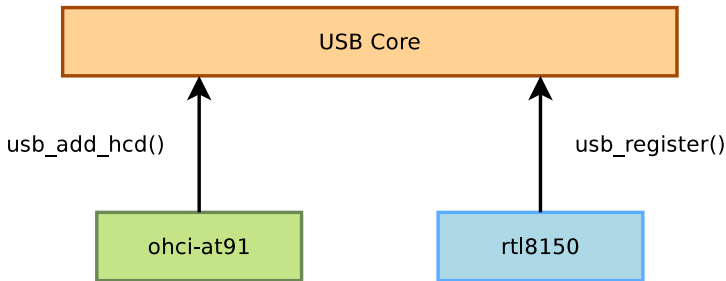 USB Core
usb_add_hcd()
usb_register()
ohci-at91
rtl8150